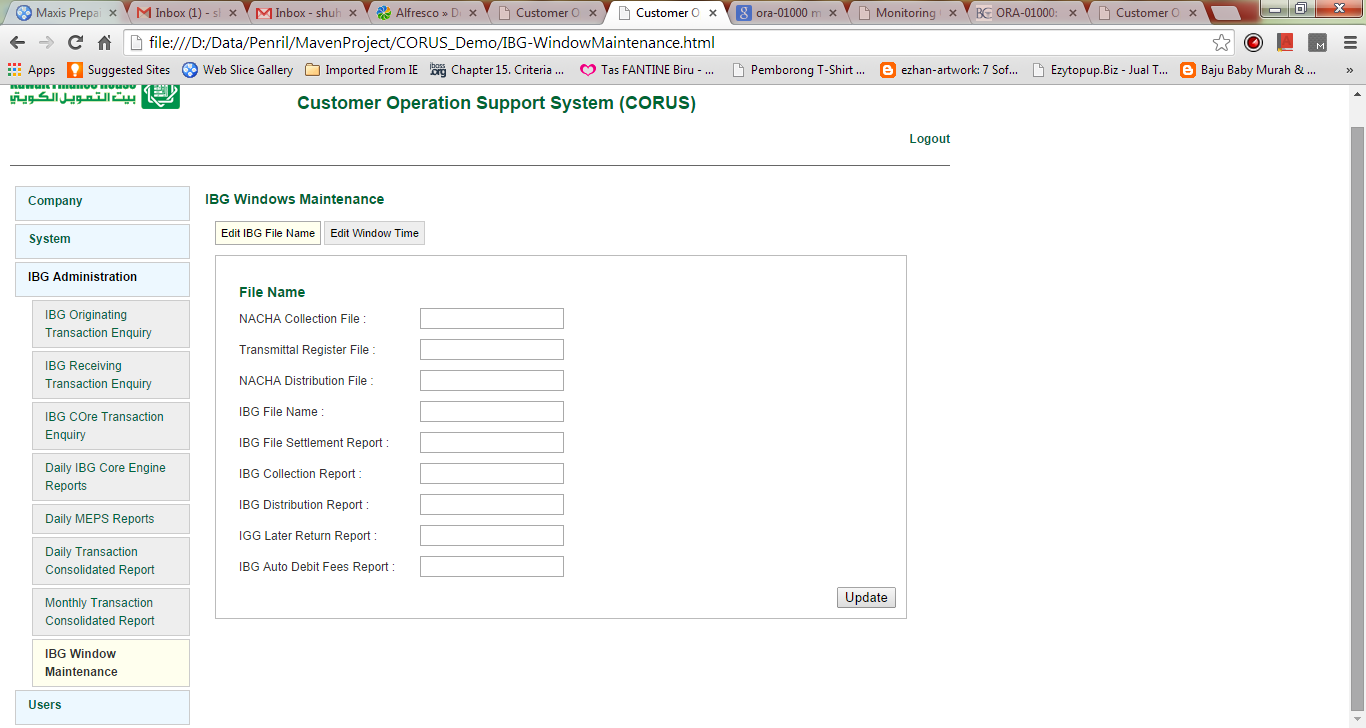 Maxis Prepai
Inbox (1) - sl
Inbox - shuh
Alfresco » D
Customer O
Customer O
ora-01000 m
Monitoring
ORA-01000:
Customer O
file:///D:/Data/Penril/MavenProject/CORUS_Demo/IBG-WindowMaintenance.html
Apps
Suggested Sites
Web Slice Gallery
Imported From IE
Chapter 15. Criteria ...
Tas FANTINE Biru - ...
Pemborong T-Shirt ...
ezhan-artwork: 7 Sof...
Ezytopup.Biz - Jual T...
Baju Baby Murah & ...
»
Kuwait Finance House
بيت التمويل الكويتي
Customer Operation Support System (CORUS)
Logout
Company
System
IBG Administration
IBG Originating
Transaction Enquiry
IBG Receiving
Transaction Enquiry
IBG COre Transaction
Enquiry
Daily IBG Core Engine
Reports
Daily MEPS Reports
Daily Transaction
Consolidated Report
Monthly Transaction
Consolidated Report
IBG Window
Maintenance
Users
IBG Windows Maintenance
Edit IBG File Name
Edit Window Time
File Name
NACHA Collection File :
Transmittal Register File :
NACHA Distribution File :
IBG File Name :
IBG File Settlement Report :
IBG Collection Report :
IBG Distribution Report :
IGG Later Return Report :
IBG Auto Debit Fees Report :
Update